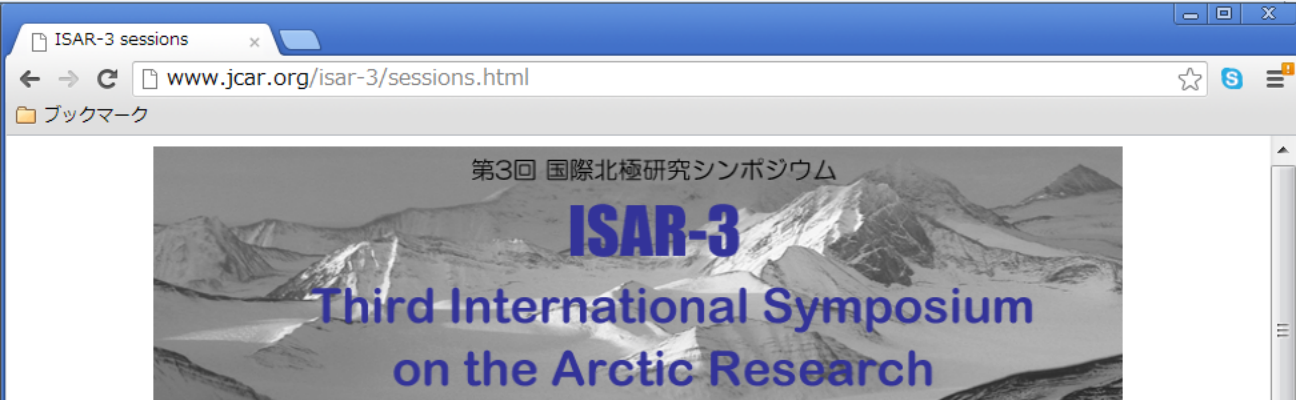 ISAR-3 sessions
www.jcar.org/isar-3/sessions.html
ブックマーク
第3回 国際北極研究シンポジウム
ISAR-3
Third International Symposium
on the Arctic Research